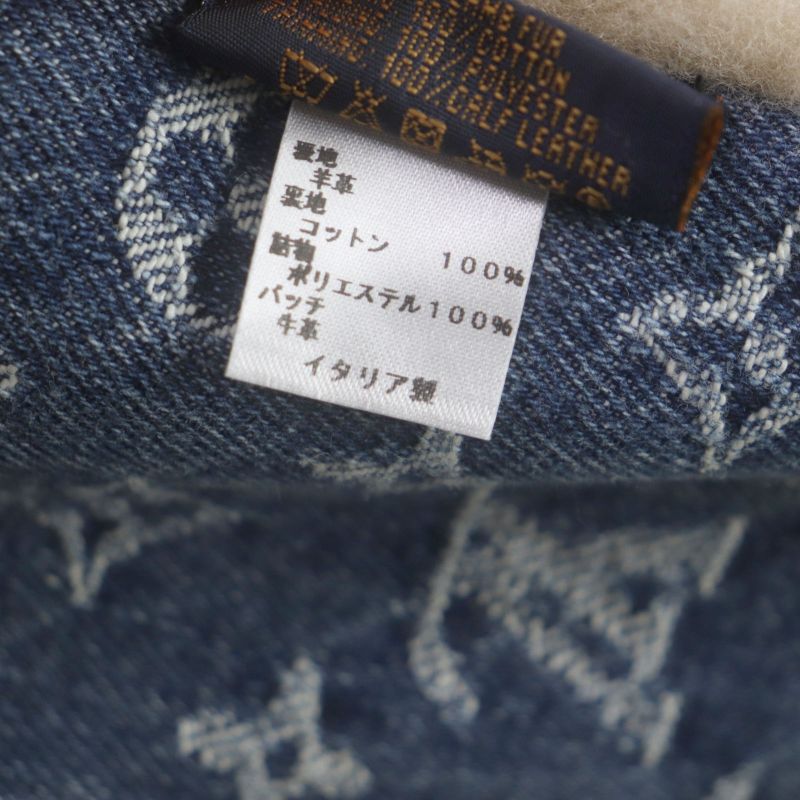 LAMB FUR
100% COTTON
100% POLYESTER
100% CALF LEATHER
表地
羊革
裏地
コットン 100%
詰物
ポリエステル100%
パッチ
牛革
イタリア製